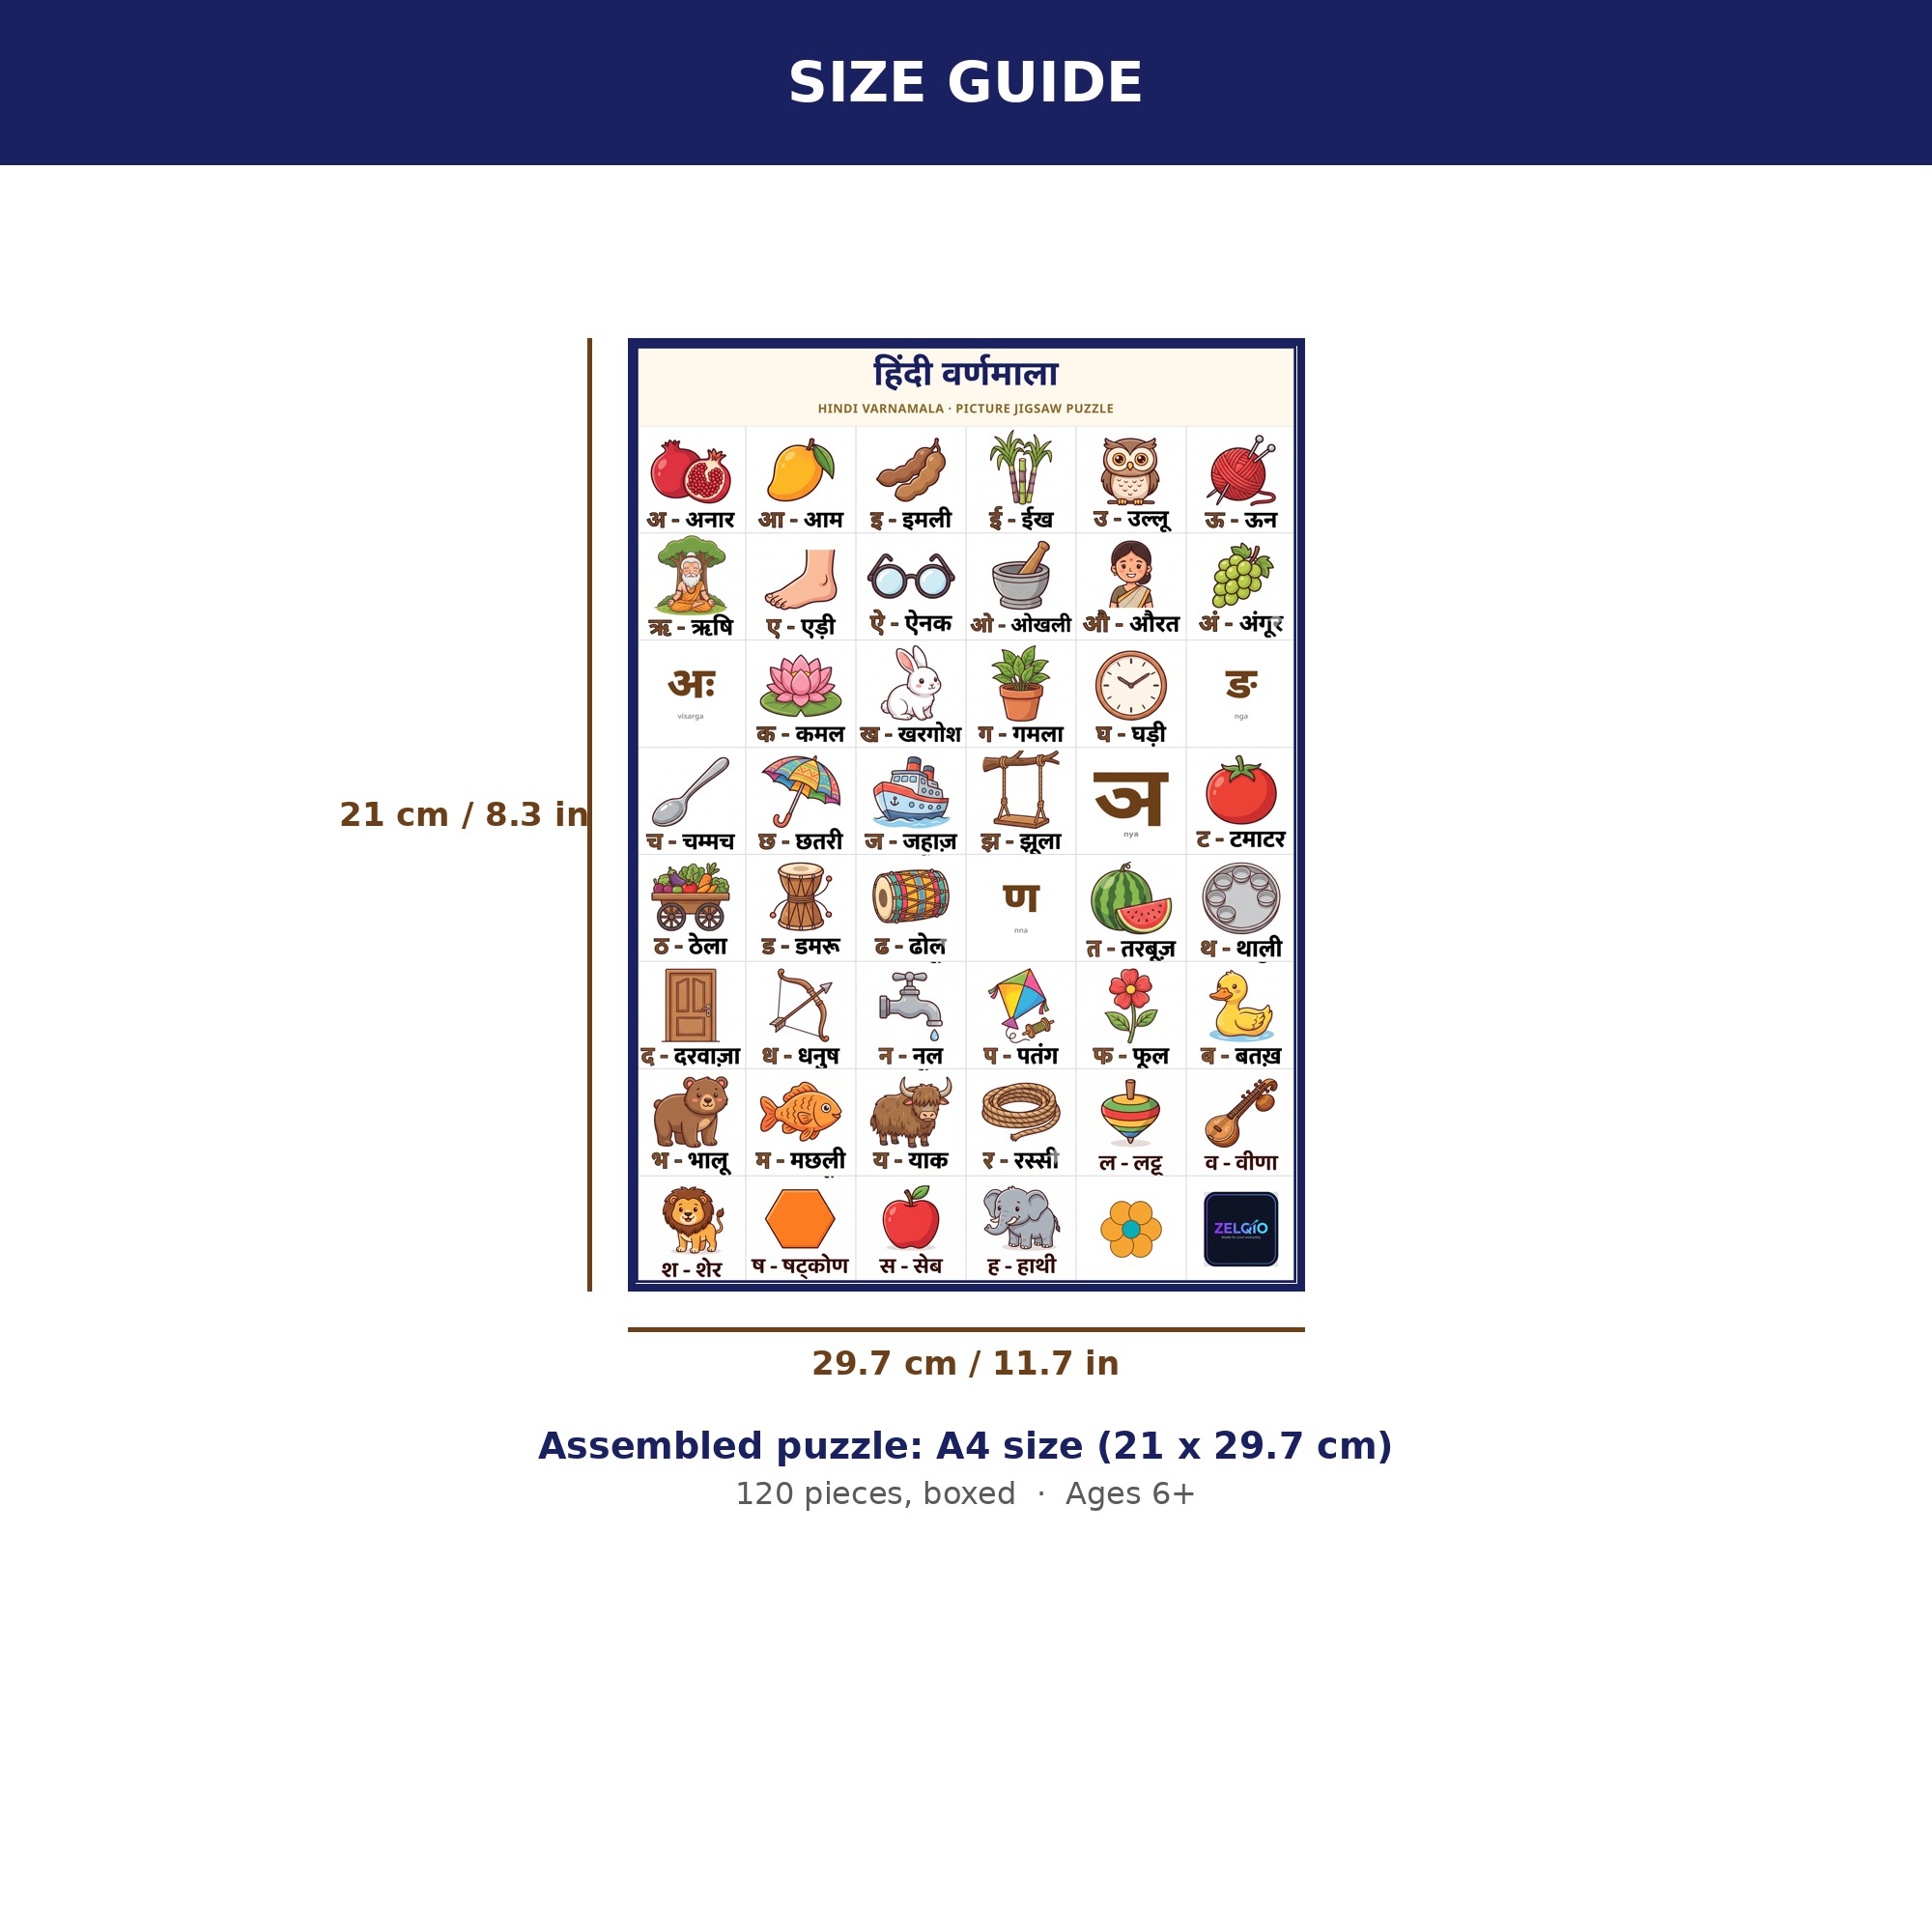 SIZE GUIDE
हिंदी वर्णमाला
HINDI VARNAMALA · PICTURE JIGSAW PUZZLE
अ - अनार आ - आम इ - इमली ई - ईख उ - उल्लू ऊ - ऊन
ऋ - ऋषि ए - एड़ी ऐ - ऐनक ओ - ओखली औ - औरत अं - अंगूर
अः ङ
visarga nga
क - कमल ख - खरगोश ग - गमला घ - घड़ी
ञ
nya
च - चम्मच छ - छतरी ज - जहाज़ झ - झूला ट - टमाटर
21 cm / 8.3 in
ण
nna
ठ - ठेला ड - डमरू ढ - ढोल त - तरबूज़ थ - थाली
द - दरवाज़ा ध - धनुष न - नल प - पतंग फ - फूल ब - बतख़
भ - भालू म - मछली य - याक र - रस्सी ल - लट्टू व - वीणा
ZELQIO
श - शेर ष - षट्कोण स - सेब ह - हाथी
29.7 cm / 11.7 in
Assembled puzzle: A4 size (21 x 29.7 cm)
120 pieces, boxed · Ages 6+